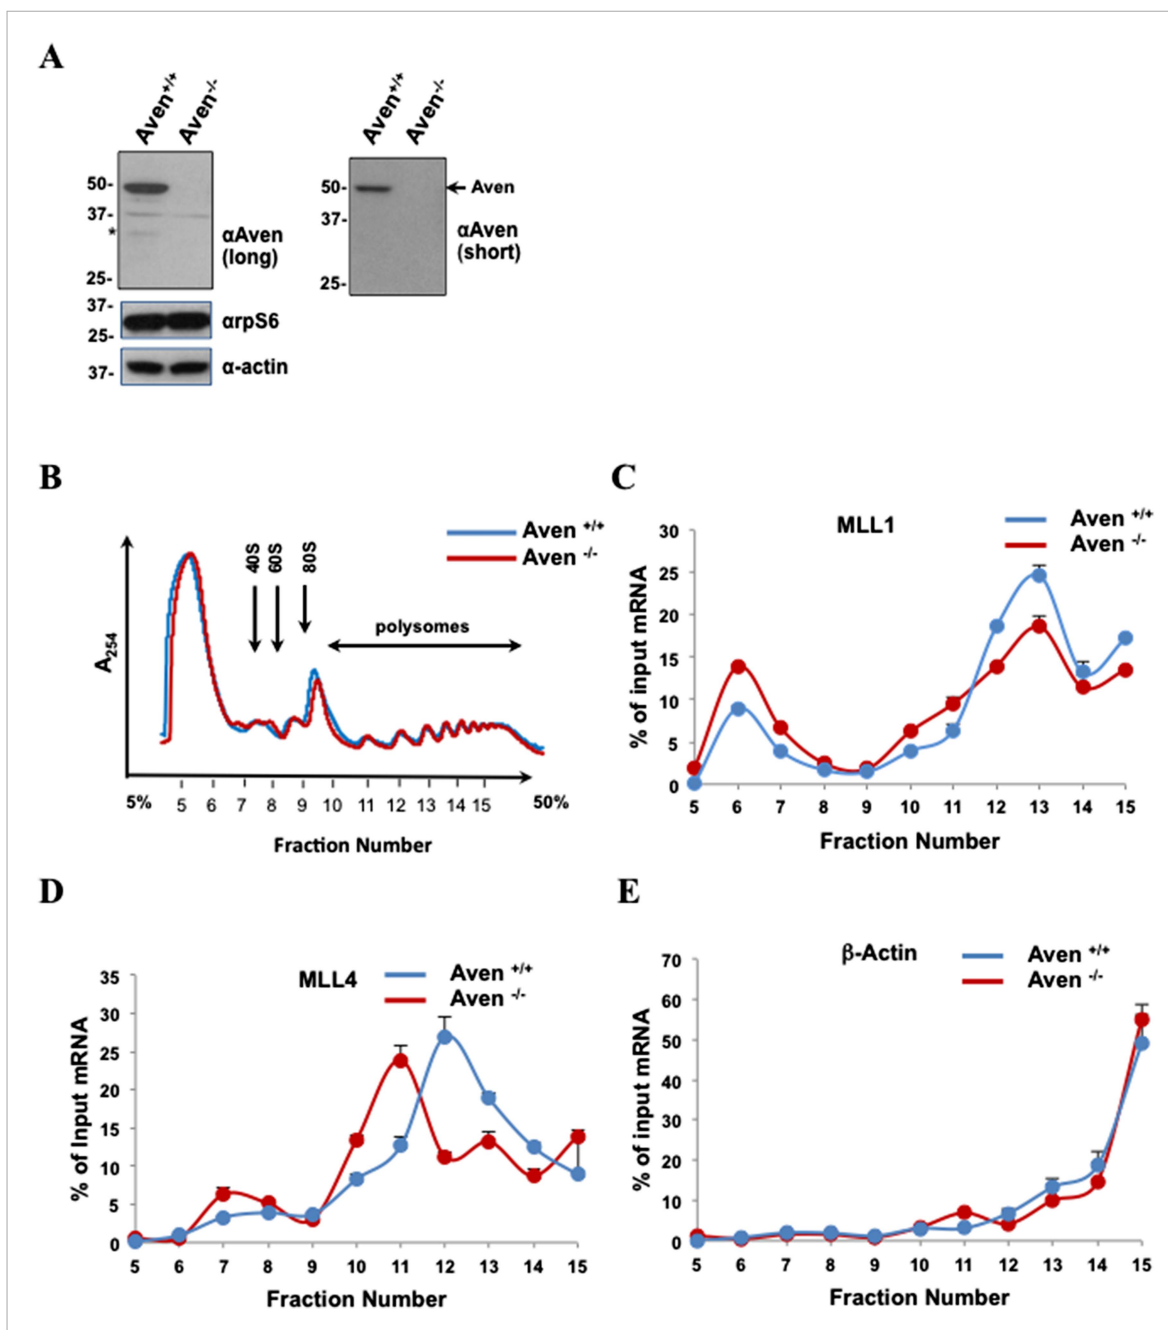 A
Aven+/+ Aven-/-
50-
37-
*
25-
αAven
(long)
37-
25-
αrpS6
37-
α-actin
Aven+/+ Aven-/-
50-
Aven
37-
αAven
(short)
25-
B
Aven +/+
Aven -/-
40S 60S 80S
polysomes
A254
5% 5 6 7 8 9 10 11 12 13 14 15 50%
Fraction Number
C
MLL1
Aven +/+
Aven -/-
% of input mRNA
30
25
20
15
10
5
0
5 6 7 8 9 10 11 12 13 14 15
Fraction Number
D
MLL4
Aven +/+
Aven -/-
% of Input mRNA
35
30
25
20
15
10
5
0
5 6 7 8 9 10 11 12 13 14 15
Fraction Number
E
β-Actin
Aven +/+
Aven -/-
% of input mRNA
70
60
50
40
30
20
10
0
5 6 7 8 9 10 11 12 13 14 15
Fraction Number